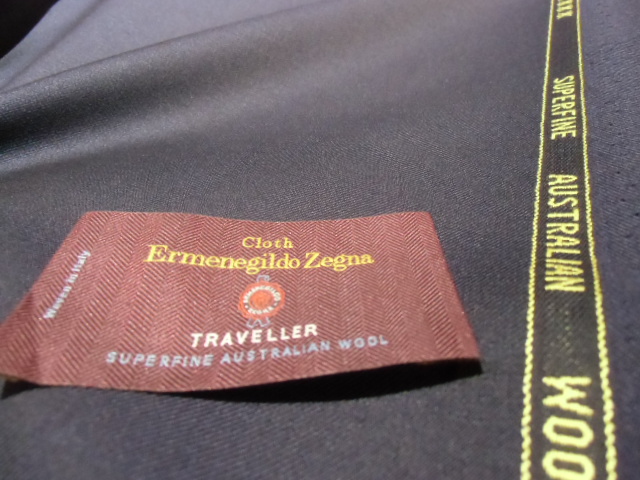 Cloth
Ermenegildo Zegna
Woven in Italy
TRAVELLER
SUPERFINE AUSTRALIAN WOOL
SUPERFINE AUSTRALIAN WOO